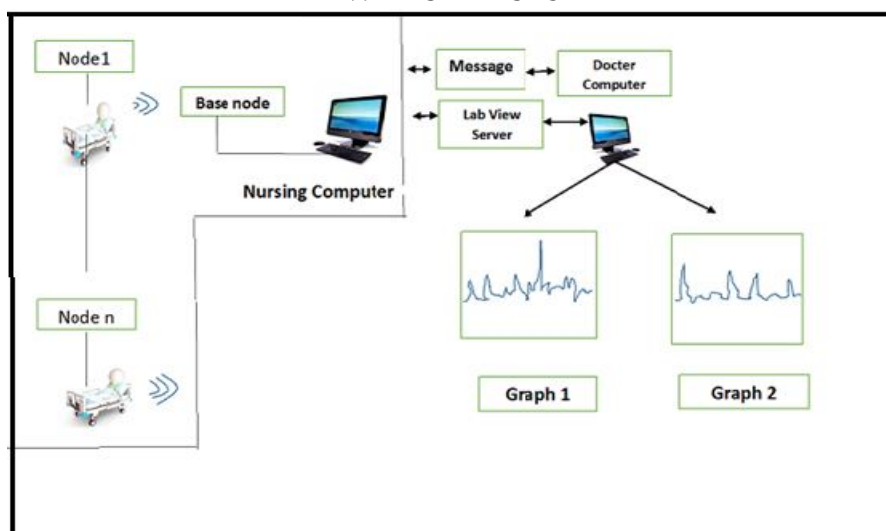 Node1
Base node
Message
Docter
Computer
Lab View
Server
Nursing Computer
Node n
Graph 1
Graph 2